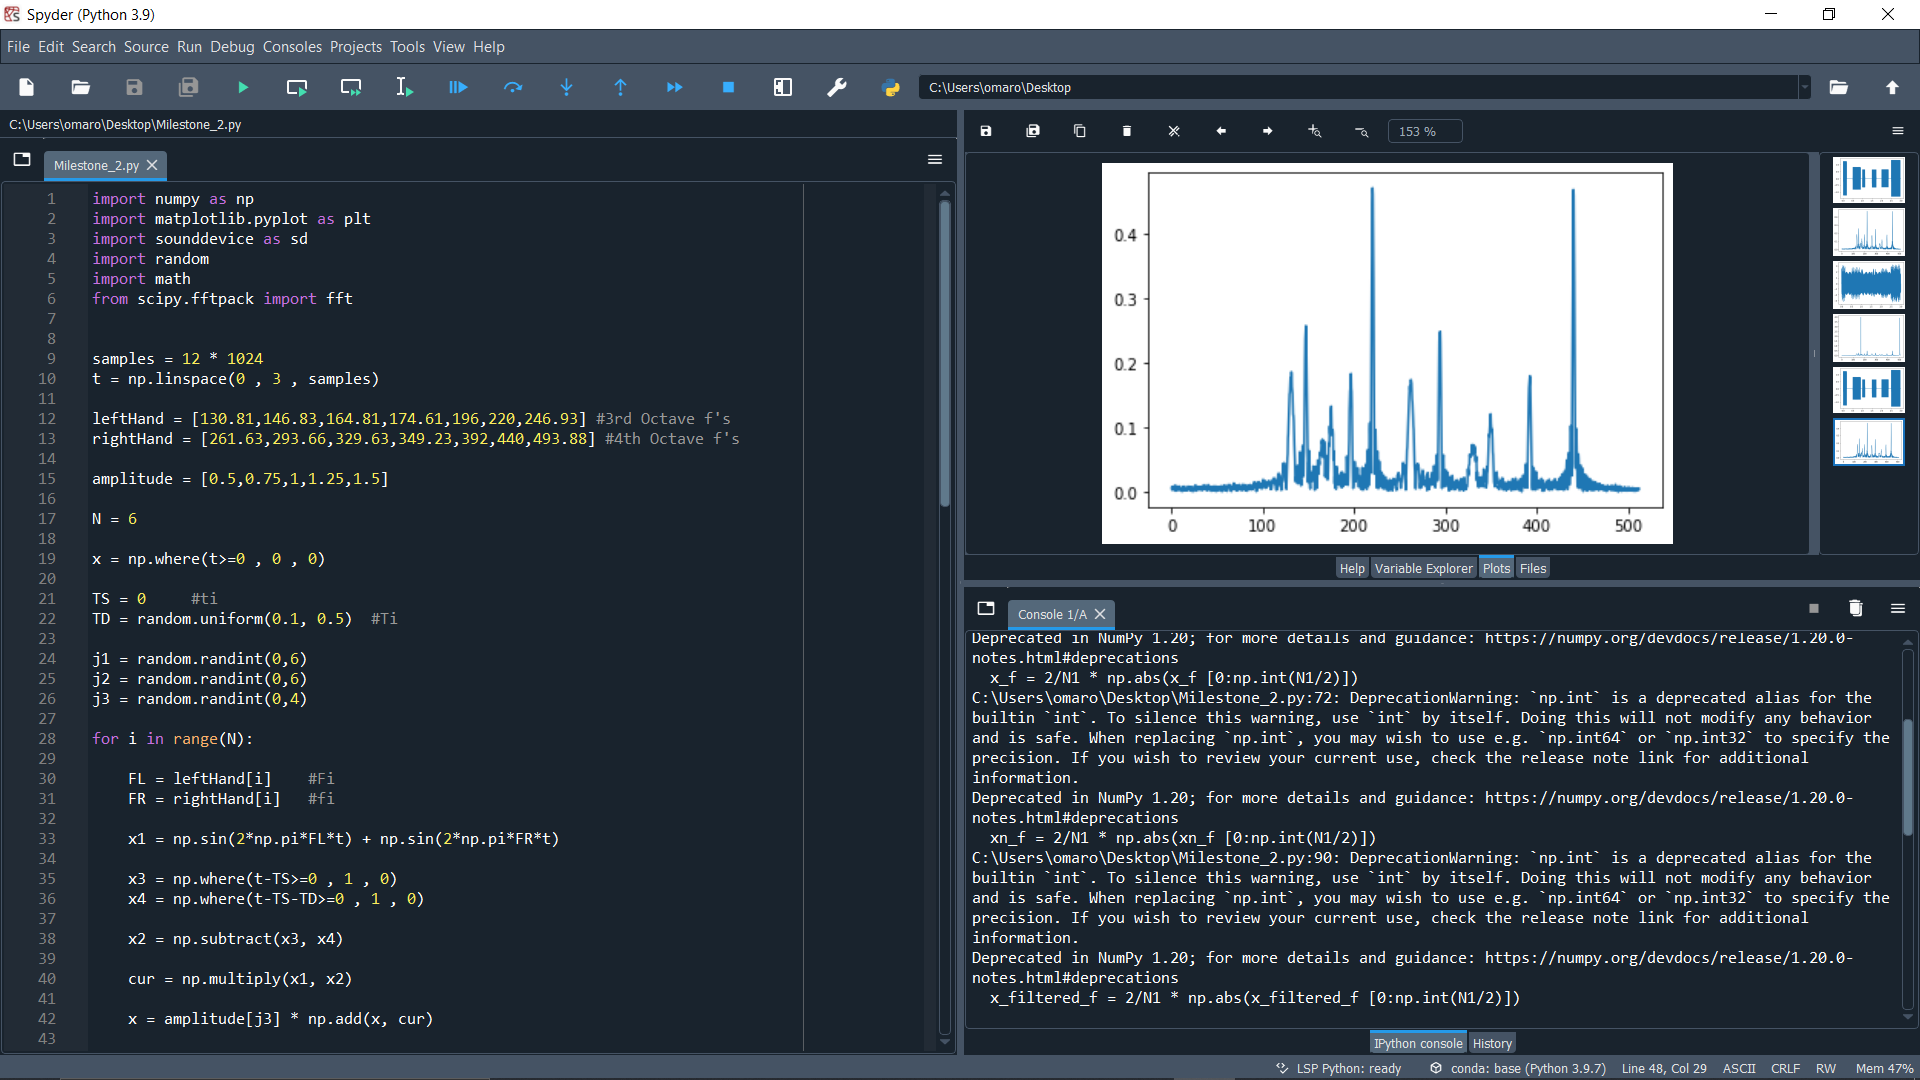 Spyder (Python 3.9)
File Edit Search Source Run Debug Consoles Projects Tools View Help
C:\Users\omaro\Desktop
C:\Users\omaro\Desktop\Milestone_2.py
Milestone_2.py
1 import numpy as np
2 import matplotlib.pyplot as plt
3 import sounddevice as sd
4 import random
5 import math
6 from scipy.fftpack import fft
7
8
9 samples = 12 * 1024
10 t = np.linspace(0 , 3 , samples)
11
12 leftHand = [130.81,146.83,164.81,174.61,196,220,246.93] #3rd Octave f's
13 rightHand = [261.63,293.66,329.63,349.23,392,440,493.88] #4th Octave f's
14
15 amplitude = [0.5,0.75,1,1.25,1.5]
16
17 N = 6
18
19 x = np.where(t>=0 , 0 , 0)
20
21 TS = 0     #ti
22 TD = random.uniform(0.1, 0.5)  #Ti
23
24 j1 = random.randint(0,6)
25 j2 = random.randint(0,6)
26 j3 = random.randint(0,4)
27
28 for i in range(N):
29
30     FL = leftHand[i]    #Fi
31     FR = rightHand[i]   #fi
32
33     x1 = np.sin(2*np.pi*FL*t) + np.sin(2*np.pi*FR*t)
34
35     x3 = np.where(t-TS>=0 , 1 , 0)
36     x4 = np.where(t-TS-TD>=0 , 1 , 0)
37
38     x2 = np.subtract(x3, x4)
39
40     cur = np.multiply(x1, x2)
41
42     x = amplitude[j3] * np.add(x, cur)
43
153 %
0.4
0.3
0.2
0.1
0.0
0 100 200 300 400 500
Help Variable Explorer Plots Files
Console 1/A
Deprecated in NumPy 1.20; for more details and guidance: https://numpy.org/devdocs/release/1.20.0-
notes.html#deprecations
  x_f = 2/N1 * np.abs(x_f [0:np.int(N1/2)])
C:\Users\omaro\Desktop\Milestone_2.py:72: DeprecationWarning: `np.int` is a deprecated alias for the
builtin `int`. To silence this warning, use `int` by itself. Doing this will not modify any behavior
and is safe. When replacing `np.int`, you may wish to use e.g. `np.int64` or `np.int32` to specify the
precision. If you wish to review your current use, check the release note link for additional
information.
Deprecated in NumPy 1.20; for more details and guidance: https://numpy.org/devdocs/release/1.20.0-
notes.html#deprecations
  xn_f = 2/N1 * np.abs(xn_f [0:np.int(N1/2)])
C:\Users\omaro\Desktop\Milestone_2.py:90: DeprecationWarning: `np.int` is a deprecated alias for the
builtin `int`. To silence this warning, use `int` by itself. Doing this will not modify any behavior
and is safe. When replacing `np.int`, you may wish to use e.g. `np.int64` or `np.int32` to specify the
precision. If you wish to review your current use, check the release note link for additional
information.
Deprecated in NumPy 1.20; for more details and guidance: https://numpy.org/devdocs/release/1.20.0-
notes.html#deprecations
  x_filtered_f = 2/N1 * np.abs(x_filtered_f [0:np.int(N1/2)])
IPython console History
LSP Python: ready conda: base (Python 3.9.7) Line 48, Col 29 ASCII CRLF RW Mem 47%